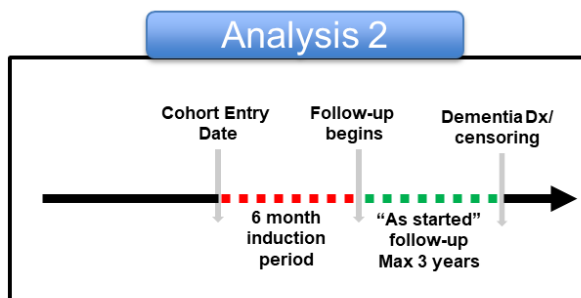 Analysis 2
Cohort Entry
Date
Follow-up
begins
Dementia Dx/
censoring
6 month
induction
period
“As started”
follow-up
Max 3 years